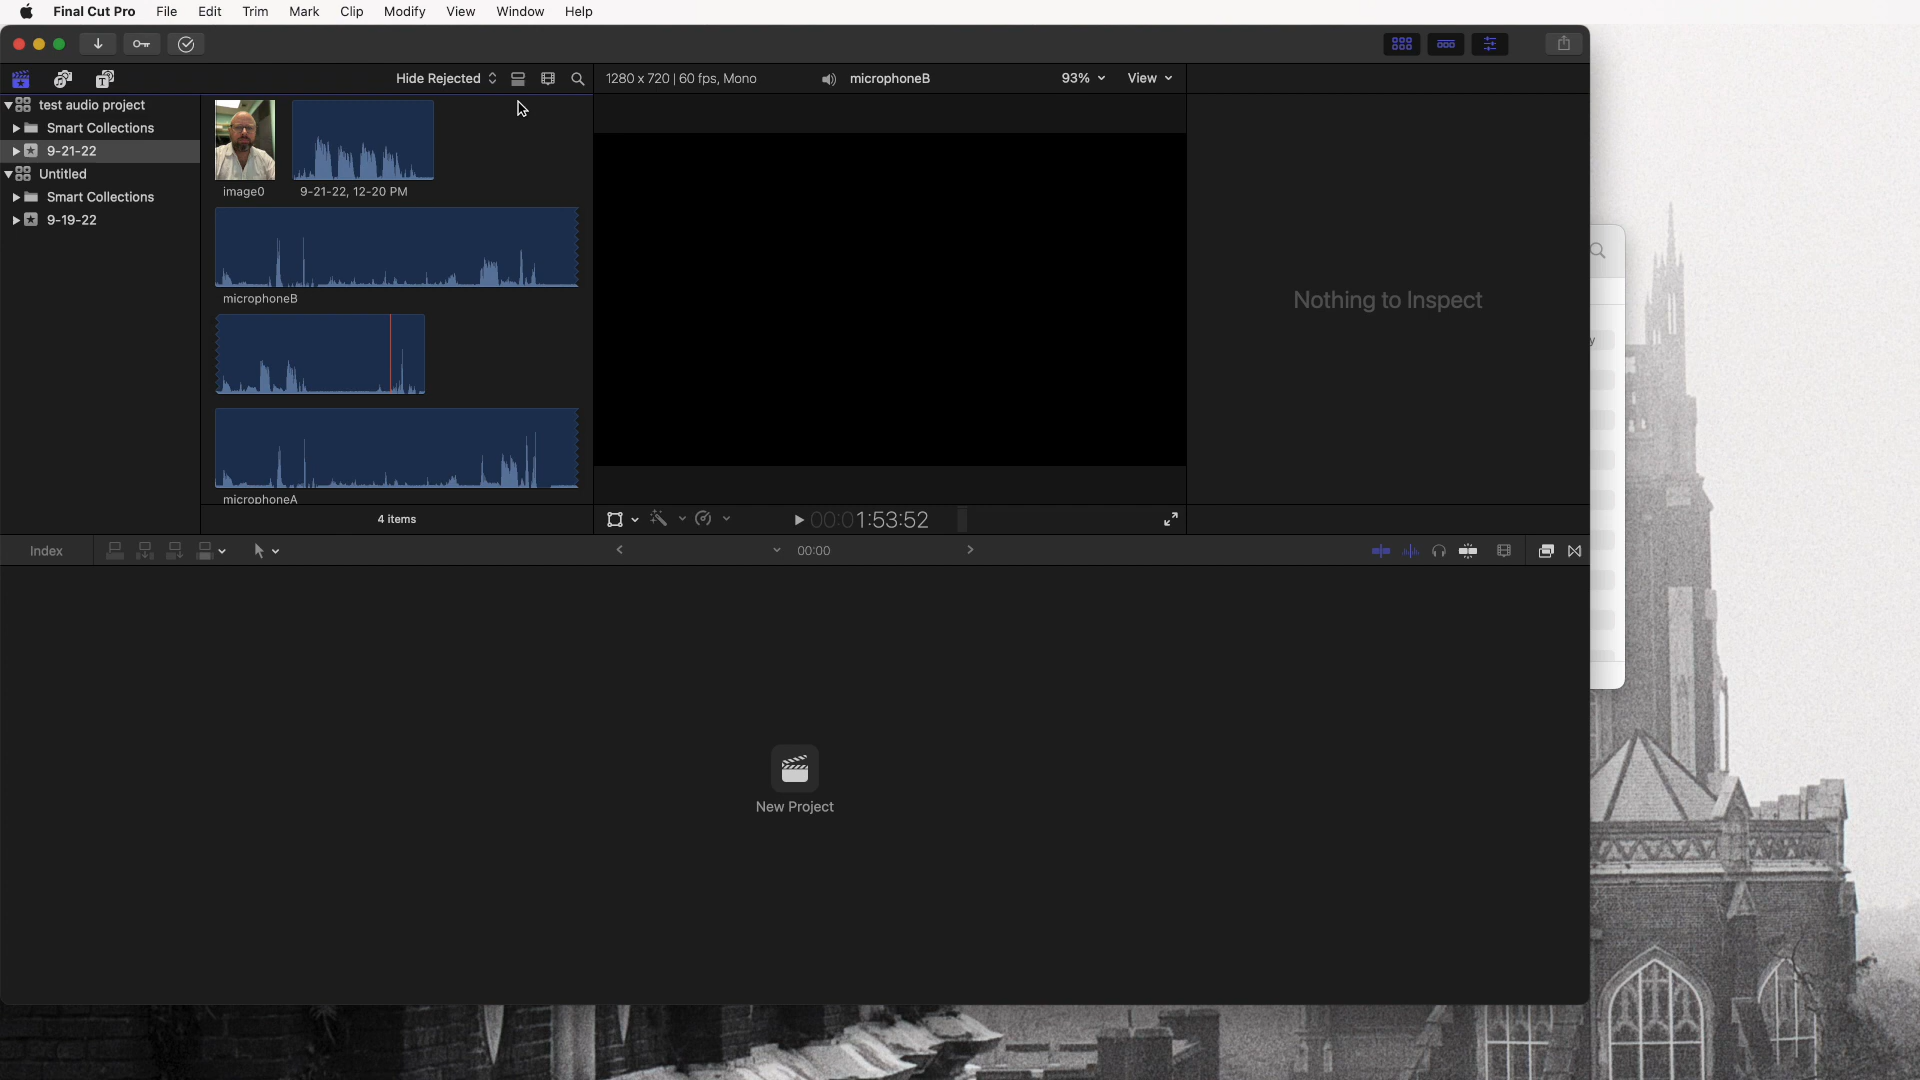 Final Cut Pro File Edit Trim Mark Clip Modify View Window Help
Hide Rejected
1280 x 720 | 60 fps, Mono
microphoneB
93%
View
test audio project
Smart Collections
9-21-22
Untitled
Smart Collections
9-19-22
image0
9-21-22, 12-20 PM
microphoneB
microphoneA
4 items
Nothing to Inspect
00:01:53:52
Index
00:00
New Project
y